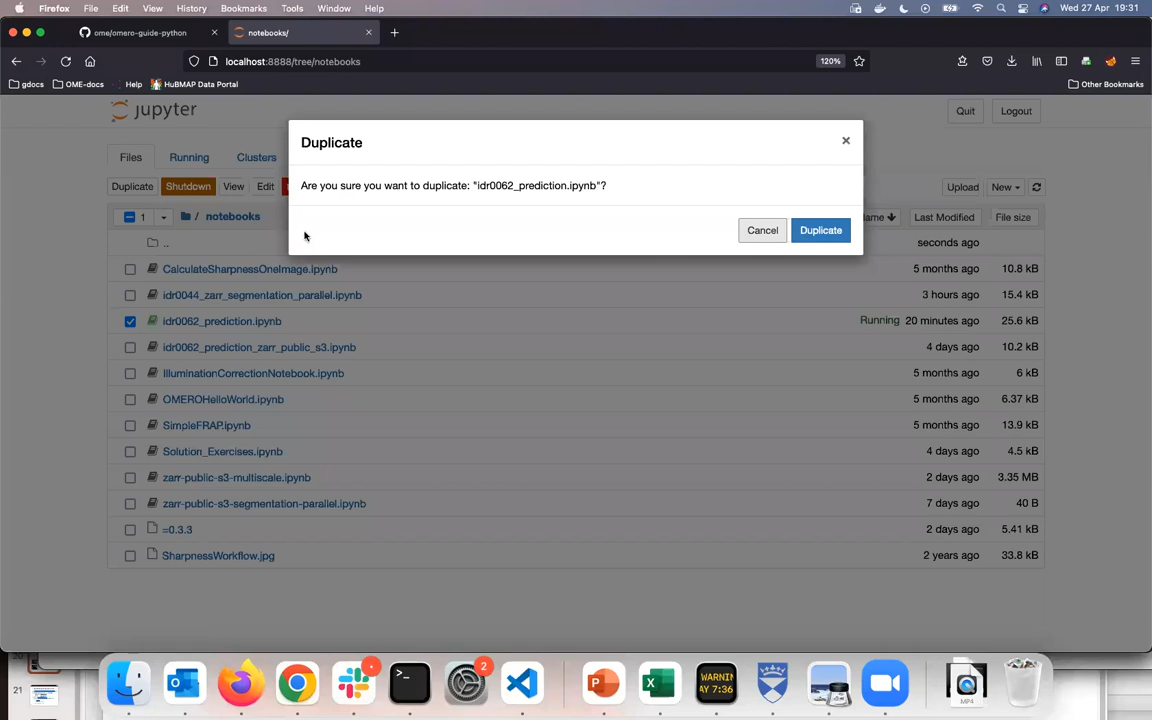 Firefox File Edit View History Bookmarks Tools Window Help Wed 27 Apr 19:31
ome/omero-guide-python × notebooks/ × +
localhost:8888/tree/notebooks 120%
gdocs OME-docs Help HuBMAP Data Portal Other Bookmarks
jupyter Quit Logout
Duplicate ×
Files Running Clusters
Are you sure you want to duplicate: "idr0062_prediction.ipynb"?
Duplicate Shutdown View Edit Upload New
1 / notebooks Last Modified File size
Cancel Duplicate
.. seconds ago
CalculateSharpnessOneImage.ipynb 5 months ago 10.8 kB
idr0044_zarr_segmentation_parallel.ipynb 3 hours ago 15.4 kB
idr0062_prediction.ipynb Running 20 minutes ago 25.6 kB
idr0062_prediction_zarr_public_s3.ipynb 4 days ago 10.2 kB
IlluminationCorrectionNotebook.ipynb 5 months ago 6 kB
OMEROHelloWorld.ipynb 5 months ago 6.37 kB
SimpleFRAP.ipynb 5 months ago 13.9 kB
Solution_Exercises.ipynb 4 days ago 4.5 kB
zarr-public-s3-multiscale.ipynb 2 days ago 3.35 MB
zarr-public-s3-segmentation-parallel.ipynb 7 days ago 40 B
=0.3.3 2 days ago 5.41 kB
SharpnessWorkflow.jpg 2 years ago 33.8 kB
2
WARNIN
AY 7:36
MP4
21